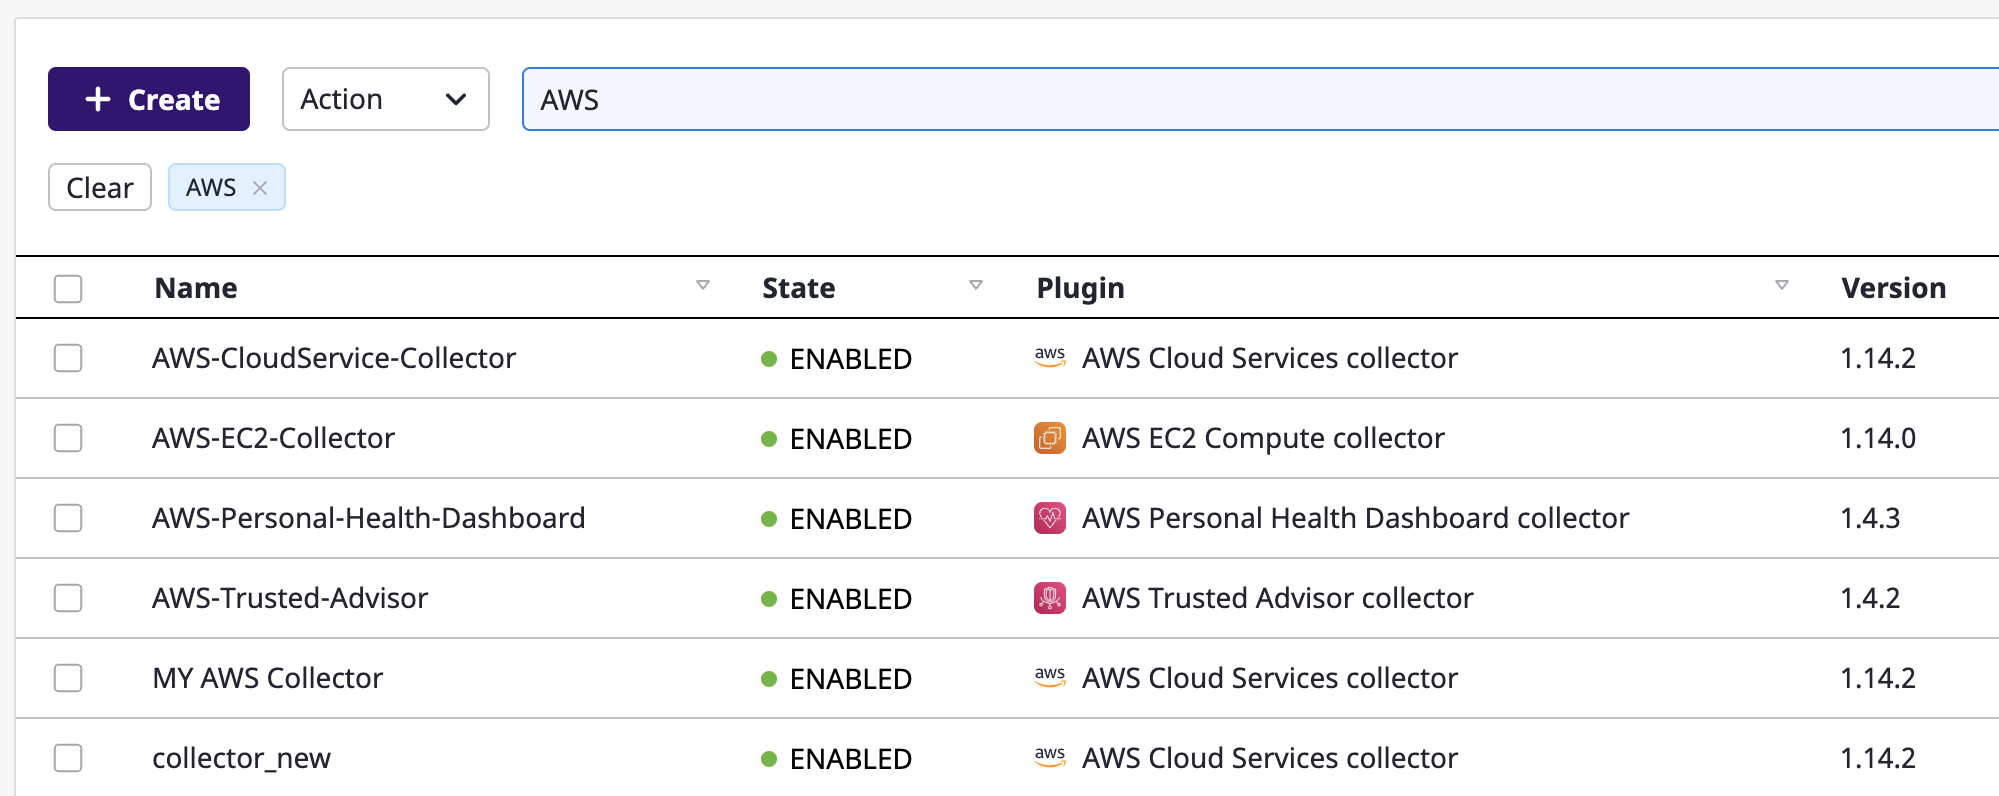 + Create Action AWS
Clear AWS ×
Name State Plugin Version
AWS-CloudService-Collector ENABLED aws AWS Cloud Services collector 1.14.2
AWS-EC2-Collector ENABLED AWS EC2 Compute collector 1.14.0
AWS-Personal-Health-Dashboard ENABLED AWS Personal Health Dashboard collector 1.4.3
AWS-Trusted-Advisor ENABLED AWS Trusted Advisor collector 1.4.2
MY AWS Collector ENABLED aws AWS Cloud Services collector 1.14.2
collector_new ENABLED aws AWS Cloud Services collector 1.14.2